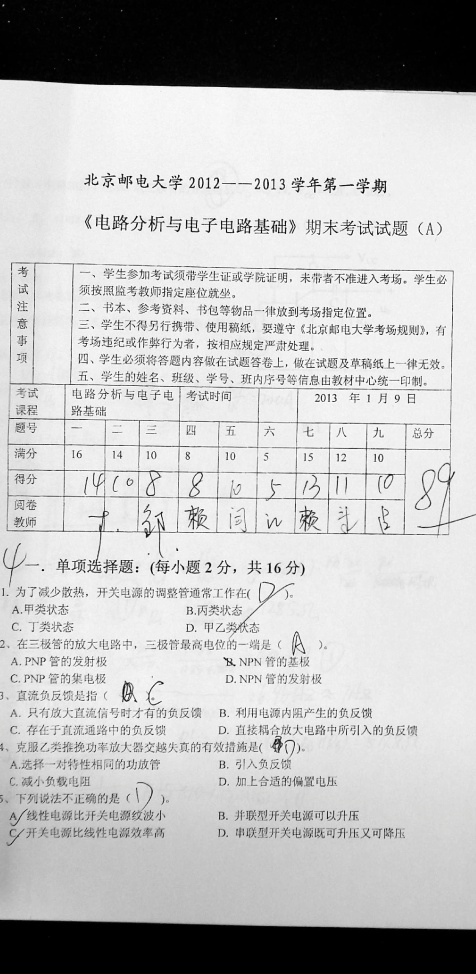 北京邮电大学 2012——2013 学年第一学期
《电路分析与电子电路基础》期末考试试题（A）
考试注意事项
一、学生参加考试须带学生证或学院证明，未带者不准进入考场。学生必
须按照监考教师指定座位就坐。
二、书本、参考资料、书包等物品一律放到考场指定位置。
三、学生不得另行携带、使用稿纸，要遵守《北京邮电大学考场规则》，有
考场违纪或作弊行为者，按相应规定严肃处理。
四、学生必须将答题内容做在试题答卷上，做在试题及草稿纸上一律无效。
五、学生的姓名、班级、学号、班内序号等信息由教材中心统一印制。
考试课程 电路分析与电子电路基础 考试时间 2013 年 1 月 9 日
题号 一 二 三 四 五 六 七 八 九 总分
满分 16 14 10 8 10 5 15 12 10
得分 14 10 8 8 10 5 13 11 10 89
阅卷教师 邹 赖 闫 赖
一．单项选择题：(每小题 2 分，共 16 分)
1. 为了减少散热，开关电源的调整管通常工作在( D )。
A.甲类状态 B.丙类状态
C. 丁类状态 D. 甲乙类状态
2、在三极管的放大电路中，三极管最高电位的一端是（ A ）。
A. PNP 管的发射极 B. NPN 管的基极
C. PNP 管的集电极 D. NPN 管的发射极
3、直流负反馈是指（ C ）。
A. 只有放大直流信号时才有的负反馈 B. 利用电源内阻产生的负反馈
C. 存在于直流通路中的负反馈 D. 直接耦合放大电路中所引入的负反馈
4、克服乙类推挽功率放大器交越失真的有效措施是( D )。
A.选择一对特性相同的功放管 B. 引入负反馈
C. 减小负载电阻 D. 加上合适的偏置电压
5、下列说法不正确的是（ D ）。
A 线性电源比开关电源纹波小 B. 并联型开关电源可以升压
C 开关电源比线性电源效率高 D. 串联型开关电源既可升压又可降压